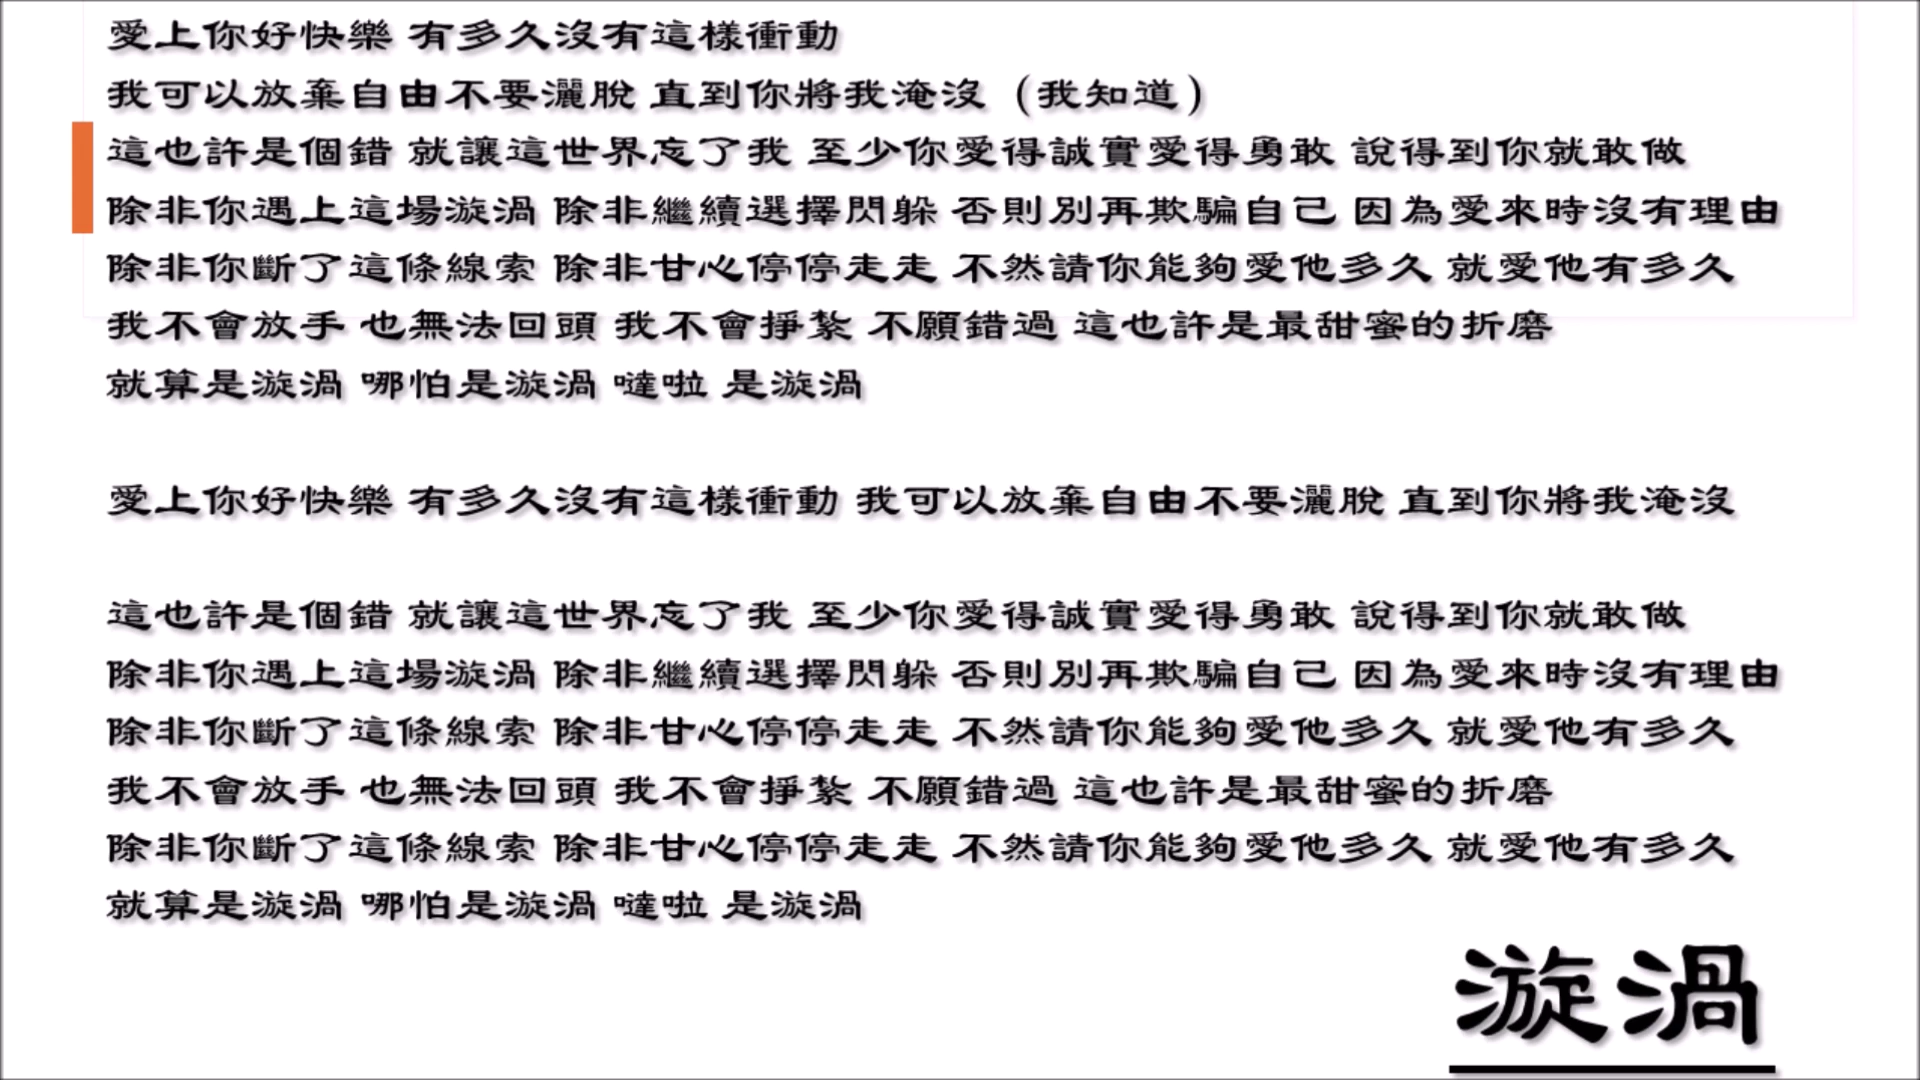 愛上你好快樂 有多久沒有這樣衝動
我可以放棄自由不要灑脫 直到你將我淹沒 (我知道)
這也許是個錯 就讓這世界忘了我 至少你愛得誠實愛得勇敢 說得到你就敢做
除非你遇上這場漩渦 除非繼續選擇閃躲 否則別再欺騙自己 因為愛來時沒有理由
除非你斷了這條線索 除非甘心停停走走 不然請你能夠愛他多久 就愛他有多久
我不會放手 也無法回頭 我不會掙紮 不願錯過 這也許是最甜蜜的折磨
就算是漩渦 哪怕是漩渦 噠啦 是漩渦
愛上你好快樂 有多久沒有這樣衝動 我可以放棄自由不要灑脫 直到你將我淹沒
這也許是個錯 就讓這世界忘了我 至少你愛得誠實愛得勇敢 說得到你就敢做
除非你遇上這場漩渦 除非繼續選擇閃躲 否則別再欺騙自己 因為愛來時沒有理由
除非你斷了這條線索 除非甘心停停走走 不然請你能夠愛他多久 就愛他有多久
我不會放手 也無法回頭 我不會掙紮 不願錯過 這也許是最甜蜜的折磨
除非你斷了這條線索 除非甘心停停走走 不然請你能夠愛他多久 就愛他有多久
就算是漩渦 哪怕是漩渦 噠啦 是漩渦
漩渦